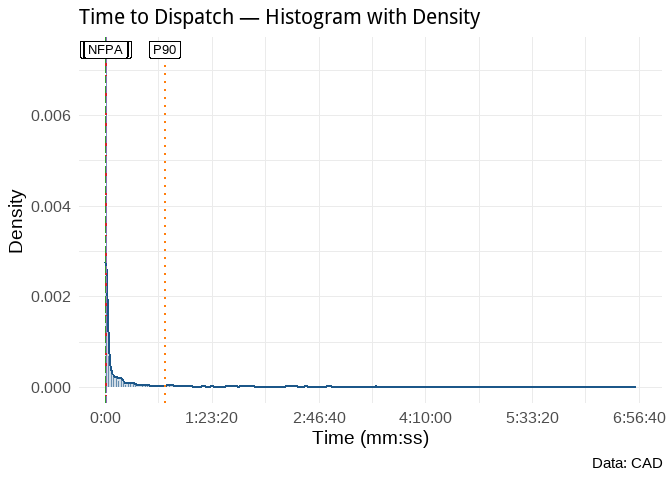 Time to Dispatch — Histogram with Density
NFPA P90
0.006
0.004
0.002
0.000
Density
0:00 1:23:20 2:46:40 4:10:00 5:33:20 6:56:40
Time (mm:ss)
Data: CAD